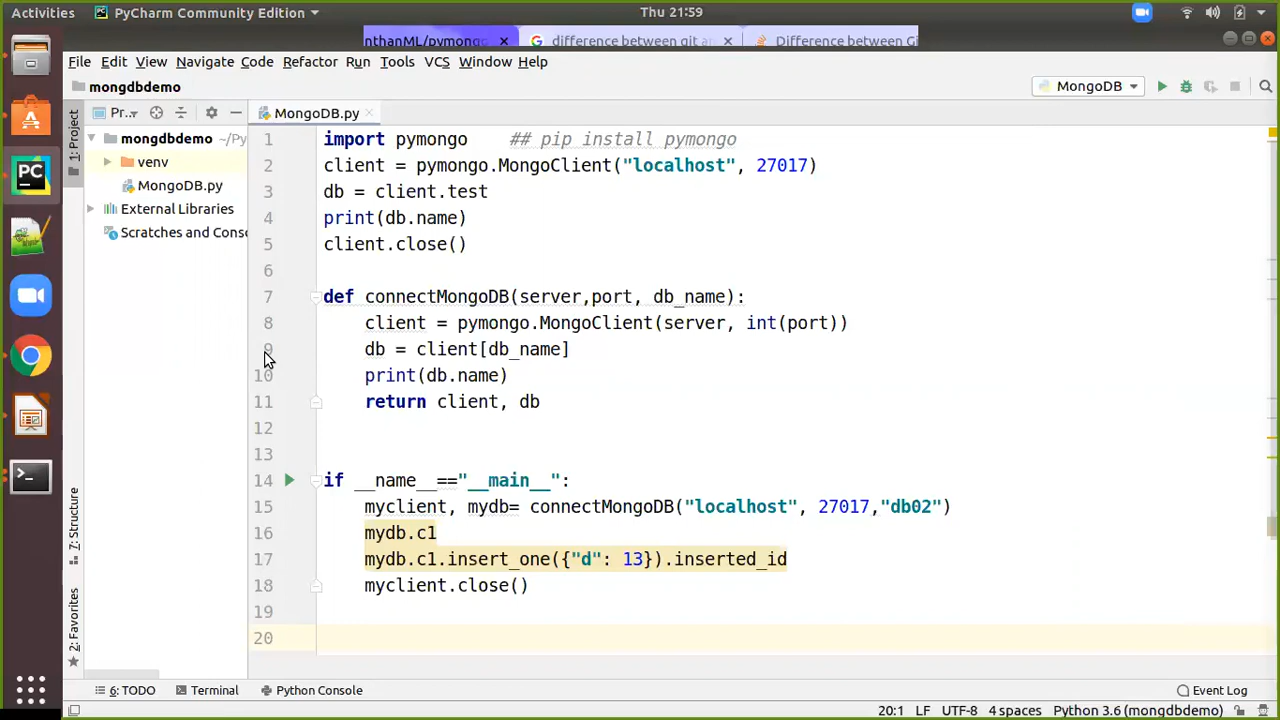 Activities PyCharm Community Edition Thu 21:59
nthanML/pymongo difference between git an Difference between Gi
File Edit View Navigate Code Refactor Run Tools VCS Window Help
mongdbdemo MongoDB
1: Project Pr.. MongoDB.py
mongdbdemo ~/Py
venv
MongoDB.py
External Libraries
Scratches and Conso
1 import pymongo ## pip install pymongo
2 client = pymongo.MongoClient("localhost", 27017)
3 db = client.test
4 print(db.name)
5 client.close()
6
7 def connectMongoDB(server,port, db_name):
8 client = pymongo.MongoClient(server, int(port))
9 db = client[db_name]
10 print(db.name)
11 return client, db
12
13
14 if __name__=="__main__":
15 myclient, mydb= connectMongoDB("localhost", 27017,"db02")
16 mydb.c1
17 mydb.c1.insert_one({"d": 13}).inserted_id
18 myclient.close()
19
20
7: Structure
2: Favorites
6: TODO Terminal Python Console Event Log
20:1 LF UTF-8 4 spaces Python 3.6 (mongdbdemo)